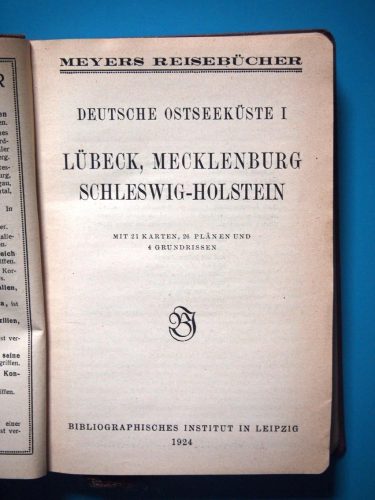 MEYERS REISEBÜCHER
DEUTSCHE OSTSEEKÜSTE I
LÜBECK, MECKLENBURG
SCHLESWIG-HOLSTEIN
MIT 21 KARTEN, 26 PLÄNEN UND
4 GRUNDRISSEN
BIBLIOGRAPHISCHES INSTITUT IN LEIPZIG
1924